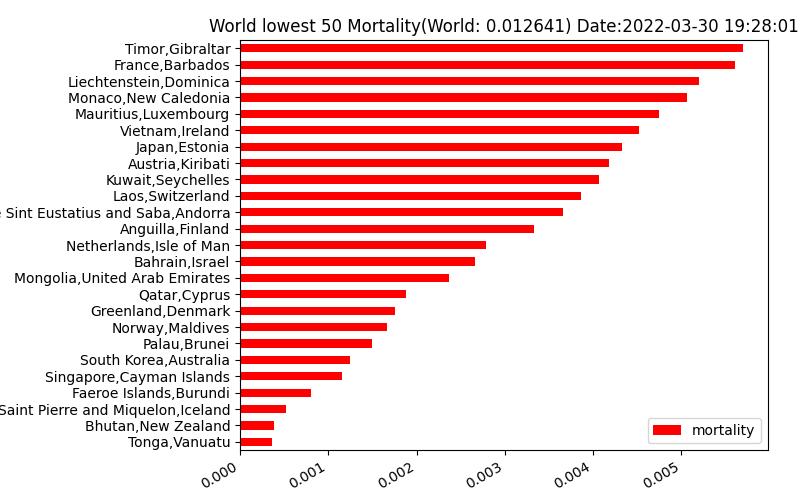 World lowest 50 Mortality(World: 0.012641) Date:2022-03-30 19:28:01
Timor,Gibraltar
France,Barbados
Liechtenstein,Dominica
Monaco,New Caledonia
Mauritius,Luxembourg
Vietnam,Ireland
Japan,Estonia
Austria,Kiribati
Kuwait,Seychelles
Laos,Switzerland
Sint Eustatius and Saba,Andorra
Anguilla,Finland
Netherlands,Isle of Man
Bahrain,Israel
Mongolia,United Arab Emirates
Qatar,Cyprus
Greenland,Denmark
Norway,Maldives
Palau,Brunei
South Korea,Australia
Singapore,Cayman Islands
Faeroe Islands,Burundi
Saint Pierre and Miquelon,Iceland
Bhutan,New Zealand
Tonga,Vanuatu
mortality
0.000 0.001 0.002 0.003 0.004 0.005